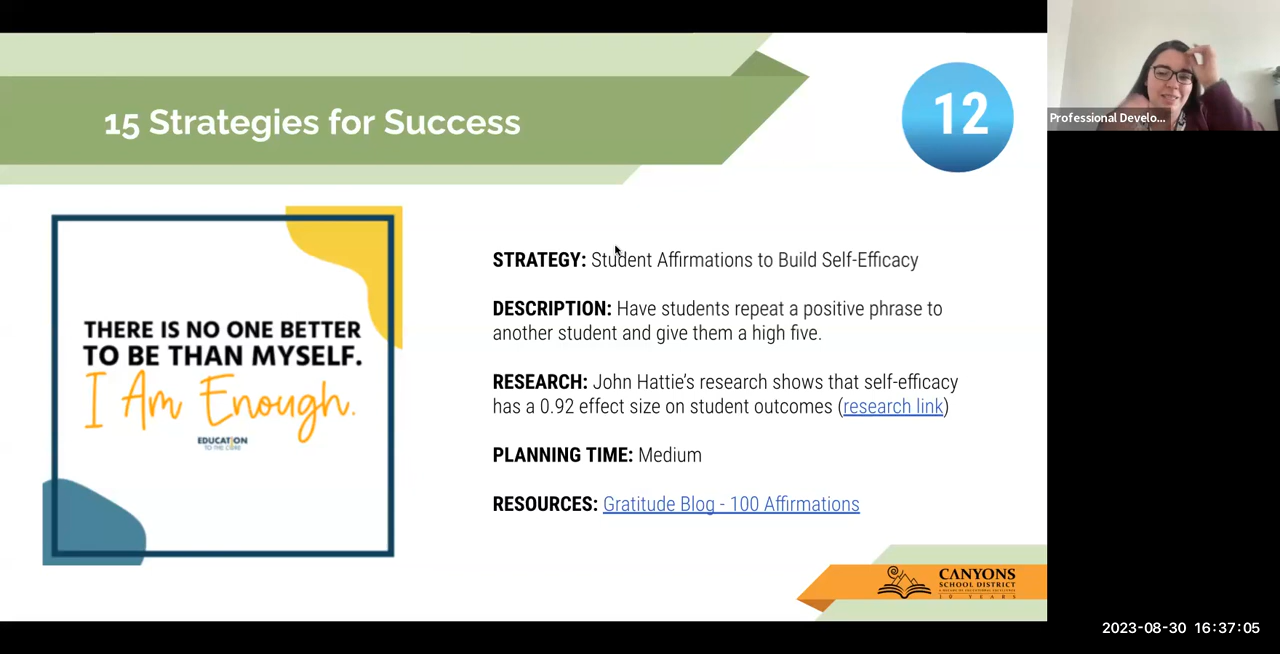 15 Strategies for Success
12
Professional Develo...
THERE IS NO ONE BETTER
TO BE THAN MYSELF.
I Am Enough.
EDUCATION
TO THE CORE
STRATEGY: Student Affirmations to Build Self-Efficacy
DESCRIPTION: Have students repeat a positive phrase to
another student and give them a high five.
RESEARCH: John Hattie's research shows that self-efficacy
has a 0.92 effect size on student outcomes (research link)
PLANNING TIME: Medium
RESOURCES: Gratitude Blog - 100 Affirmations
CANYONS
SCHOOL DISTRICT
10 YEARS
2023-08-30 16:37:05